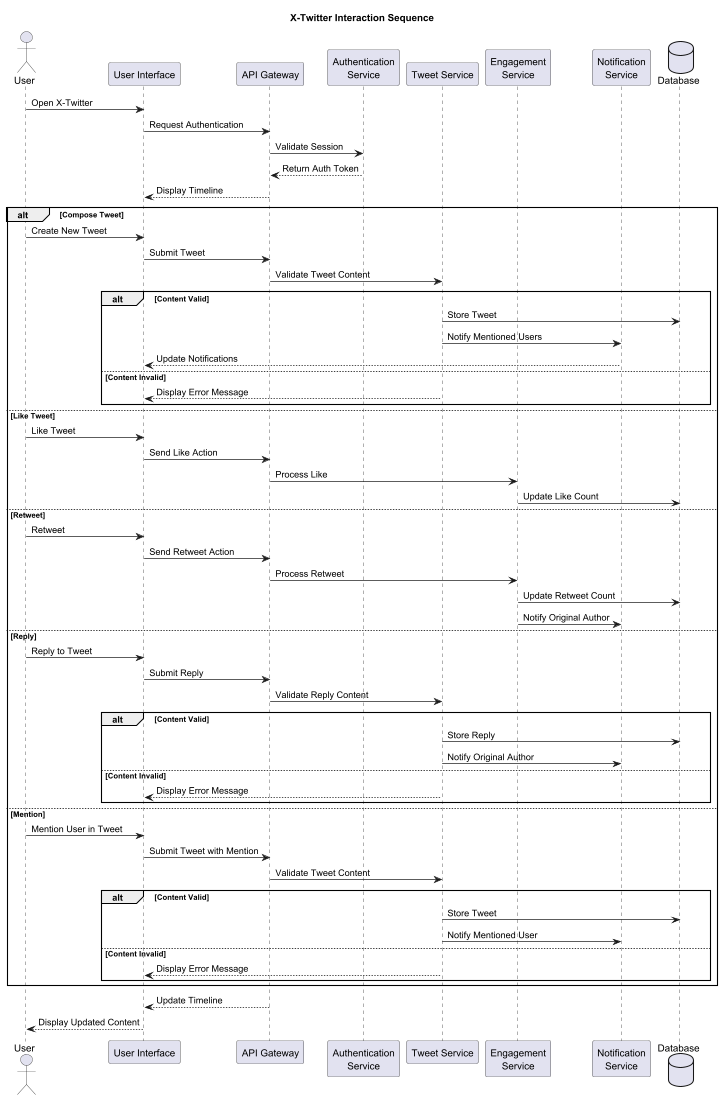 X-Twitter Interaction Sequence
User
User Interface
API Gateway
Authentication
Service
Tweet Service
Engagement
Service
Notification
Service
Database
Open X-Twitter
Request Authentication
Validate Session
Return Auth Token
Display Timeline
alt [Compose Tweet]
Create New Tweet
Submit Tweet
Validate Tweet Content
alt [Content Valid]
Store Tweet
Notify Mentioned Users
Update Notifications
[Content Invalid]
Display Error Message
[Like Tweet]
Like Tweet
Send Like Action
Process Like
Update Like Count
[Retweet]
Retweet
Send Retweet Action
Process Retweet
Update Retweet Count
Notify Original Author
[Reply]
Reply to Tweet
Submit Reply
Validate Reply Content
alt [Content Valid]
Store Reply
Notify Original Author
[Content Invalid]
Display Error Message
[Mention]
Mention User in Tweet
Submit Tweet with Mention
Validate Tweet Content
alt [Content Valid]
Store Tweet
Notify Mentioned User
[Content Invalid]
Display Error Message
Update Timeline
Display Updated Content
User
User Interface
API Gateway
Authentication
Service
Tweet Service
Engagement
Service
Notification
Service
Database